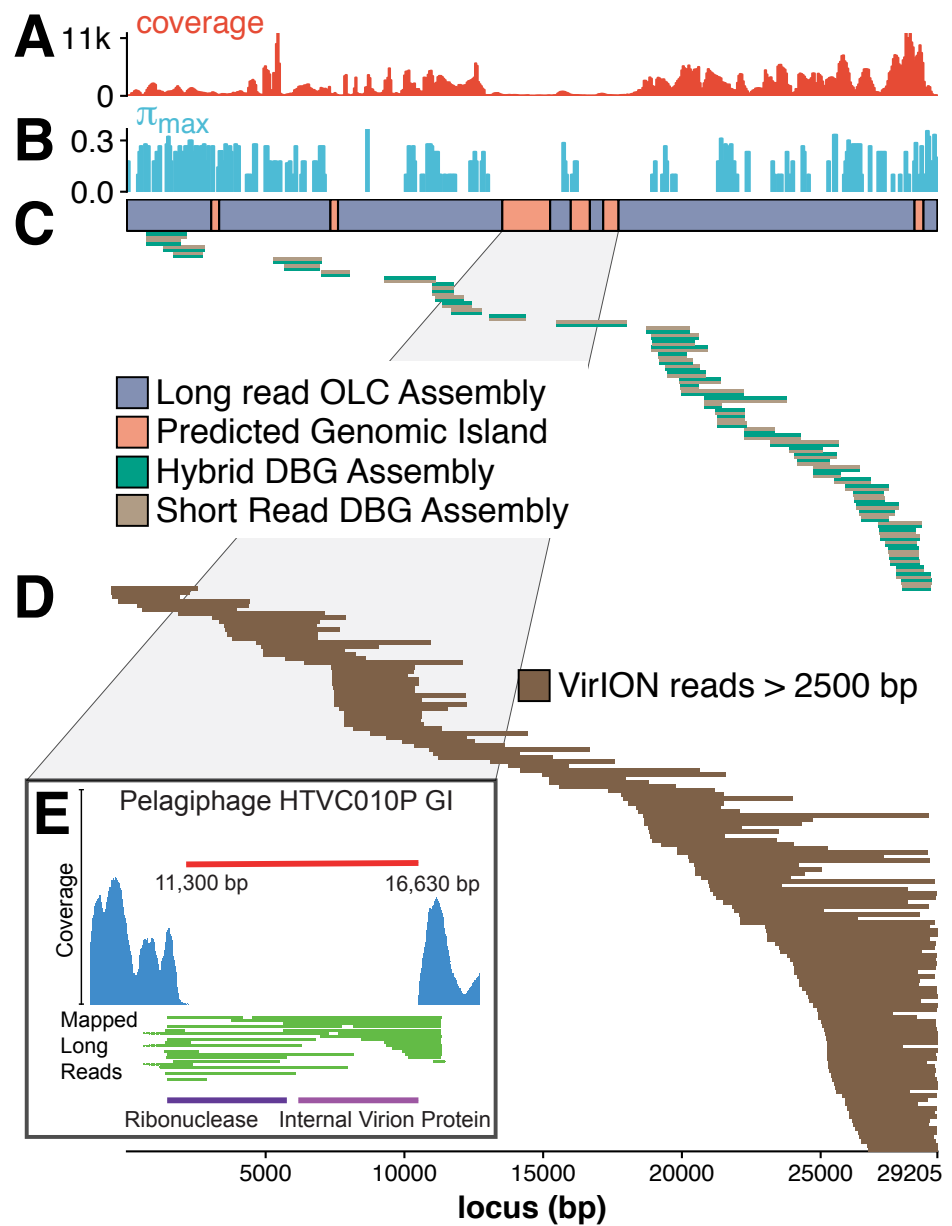 A
coverage
11k
0
B
πmax
0.3
0.0
C
Long read OLC Assembly
Predicted Genomic Island
Hybrid DBG Assembly
Short Read DBG Assembly
D
VirION reads > 2500 bp
E
Pelagiphage HTVC010P GI
11,300 bp
16,630 bp
Coverage
Mapped
Long
Reads
Ribonuclease
Internal Virion Protein
5000
10000
15000
20000
25000
29205
locus (bp)